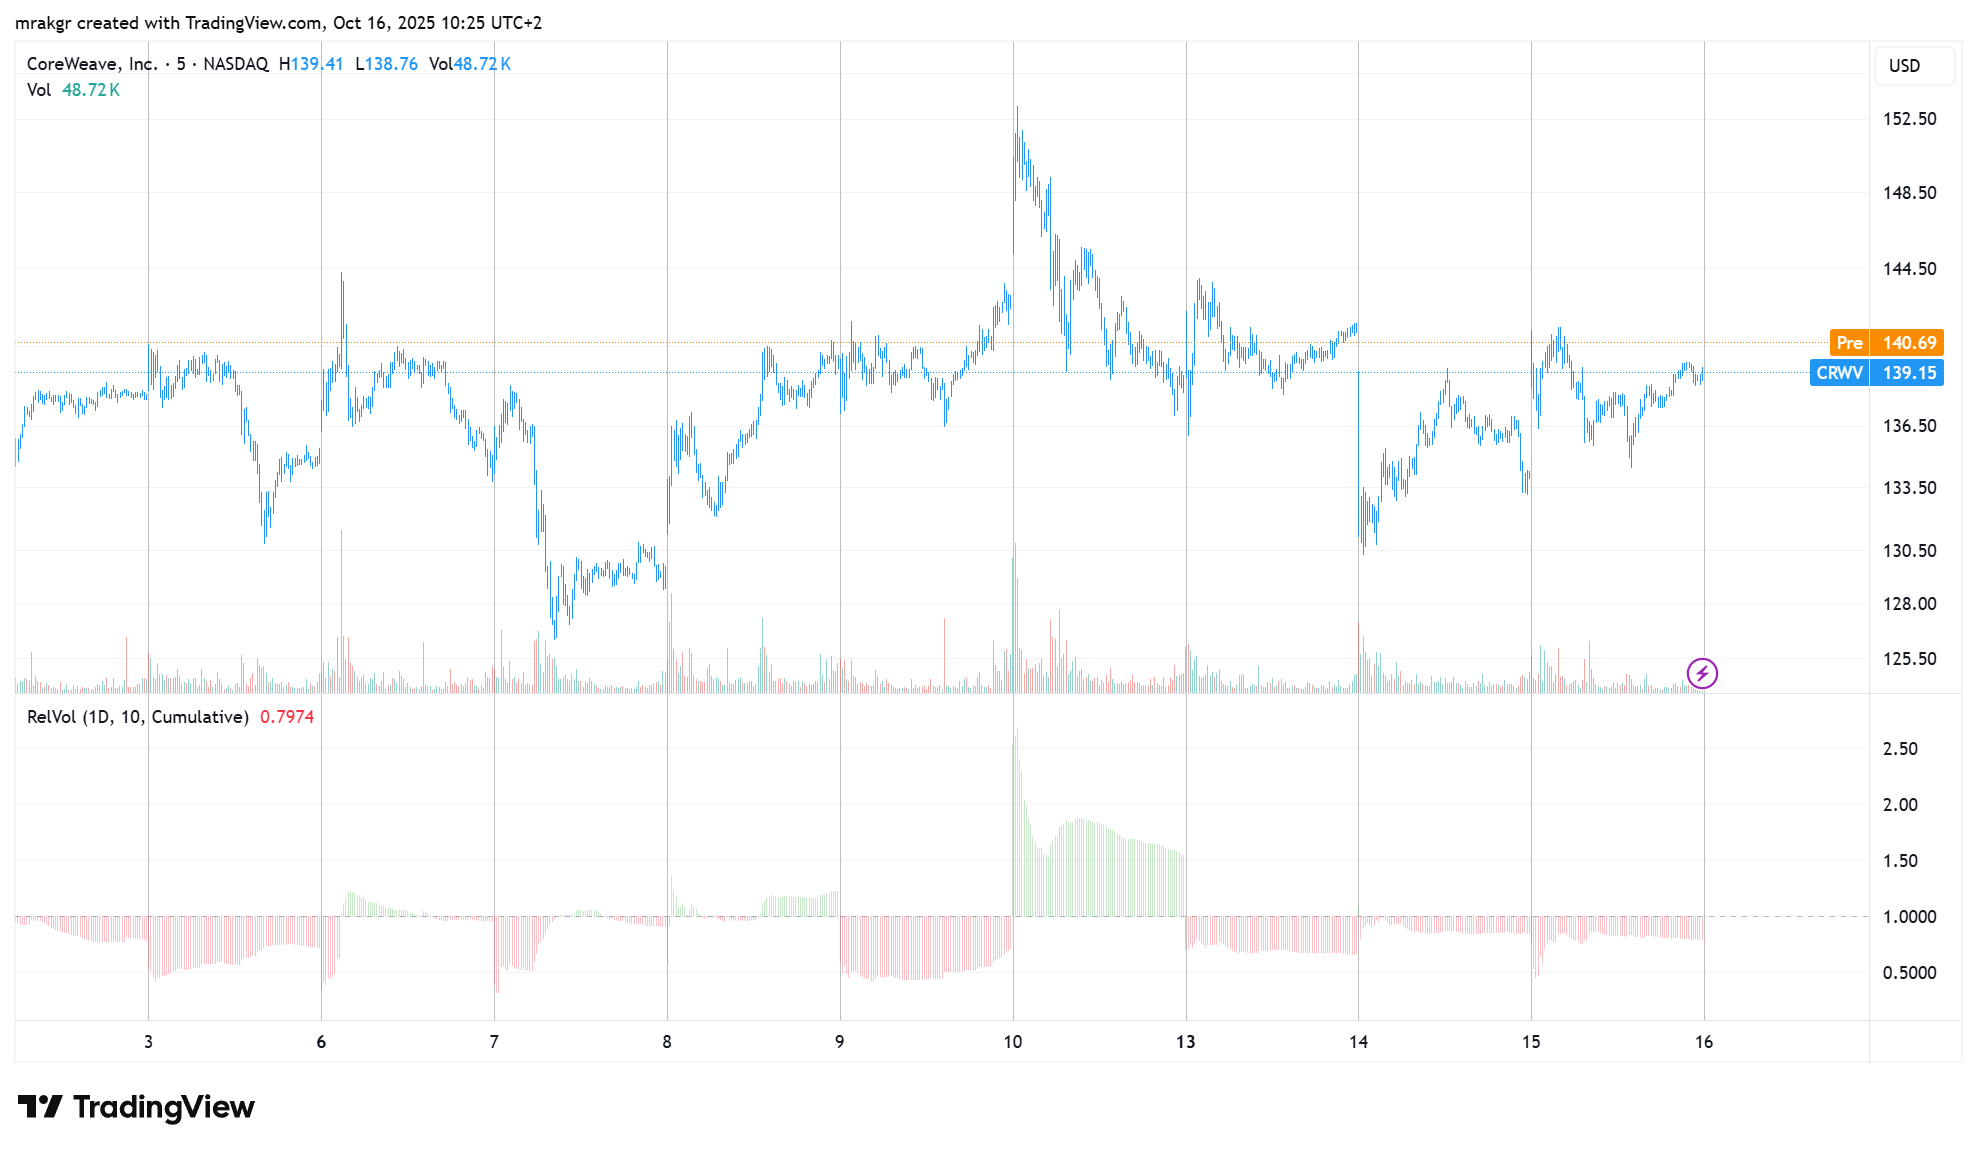 mrakgr created with TradingView.com, Oct 16, 2025 10:25 UTC+2
CoreWeave, Inc. · 5 · NASDAQ H139.41 L138.76 Vol48.72 K
Vol 48.72 K
USD
152.50
148.50
144.50
Pre 140.69
CRWV 139.15
136.50
133.50
130.50
128.00
125.50
RelVol (1D, 10, Cumulative) 0.7974
2.50
2.00
1.50
1.0000
0.5000
3 6 7 8 9 10 13 14 15 16
TradingView